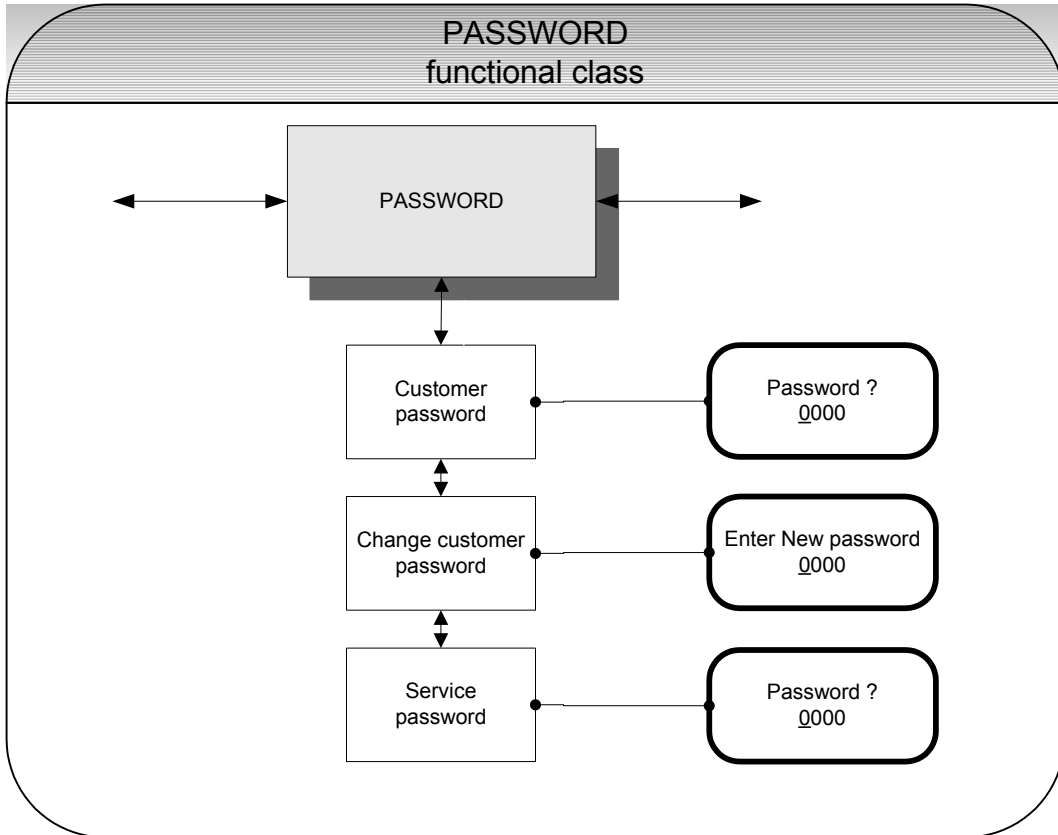 PASSWORD
functional class
PASSWORD
Customer
password
Password ?
0000
Change customer
password
Enter New password
0000
Service
password
Password ?
0000